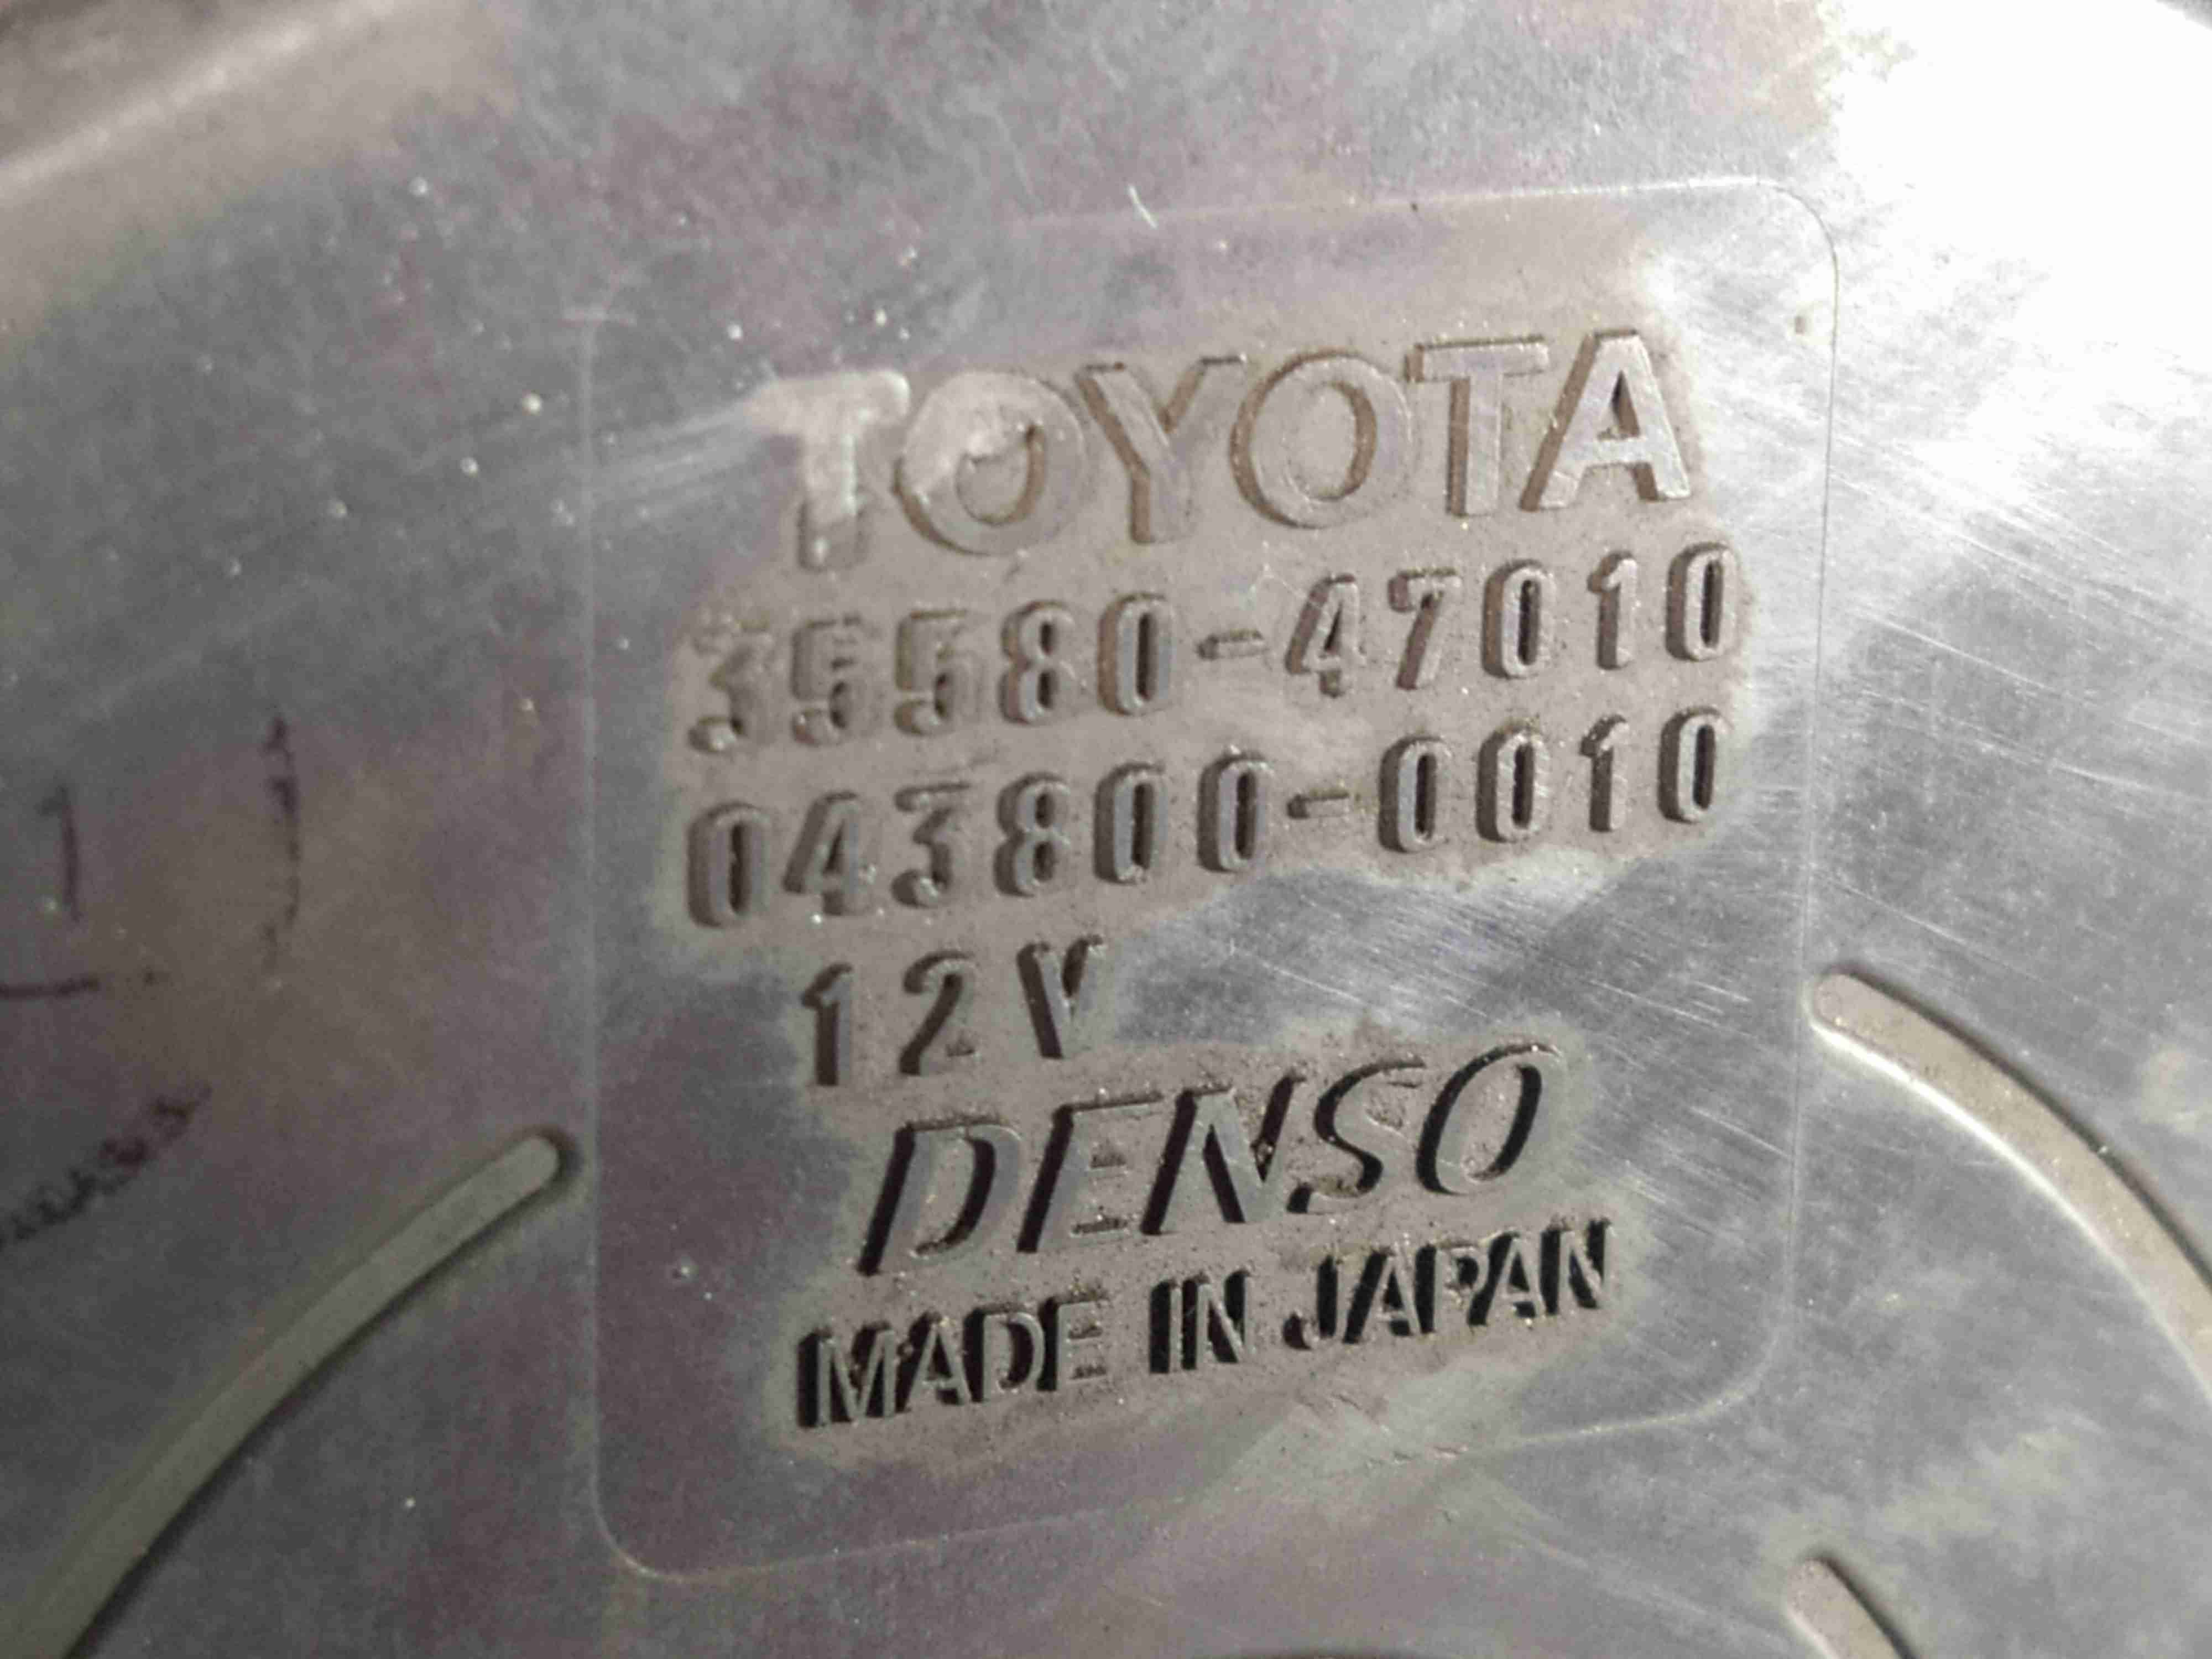 TOYOTA
35580-47010
043800-0010
12V
DENSO
MADE IN JAPAN